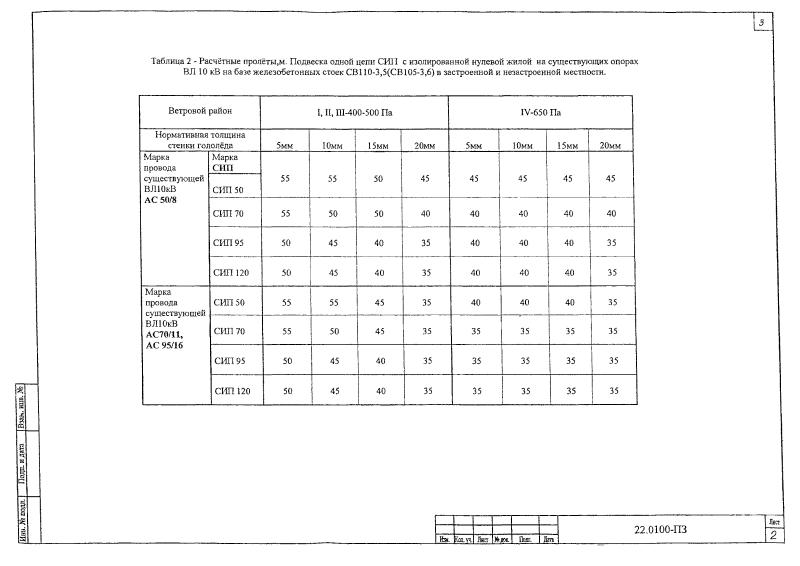 3
Таблица 2 - Расчётные пролёты,м. Подвеска одной цепи СИП с изолированной нулевой жилой на существующих опорах
ВЛ 10 кВ на базе железобетонных стоек СВ110-3,5(СВ105-3,6) в застроенной и незастроенной местности.
Ветровой район I, II, III-400-500 Па IV-650 Па
Нормативная толщина
стенки гололёда 5мм 10мм 15мм 20мм 5мм 10мм 15мм 20мм
Марка
провода
существующей
ВЛ10кВ
АС 50/8
Марка
СИП
СИП 50 55 55 50 45 45 45 45 45
СИП 70 55 50 50 40 40 40 40 40
СИП 95 50 45 40 35 40 40 40 35
СИП 120 50 45 40 35 40 40 40 35
Марка
провода
существующей
ВЛ10кВ
АС70/11,
АС 95/16
СИП 50 55 55 45 35 40 40 40 35
СИП 70 55 50 45 35 35 35 35 35
СИП 95 50 45 40 35 35 35 35 35
СИП 120 50 45 40 35 35 35 35 35
Взам. инв. №
Подп. и дата
Инв. № подл.
Изм. Кол. уч. Лист № док. Подп. Дата
22.0100-ПЗ
Лист
2